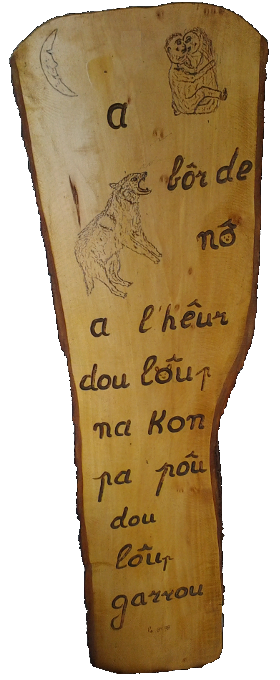 a
bôr de
nô
a l'hêur
dou lôup
na kon
pa pôu
dou
lôup
garrou